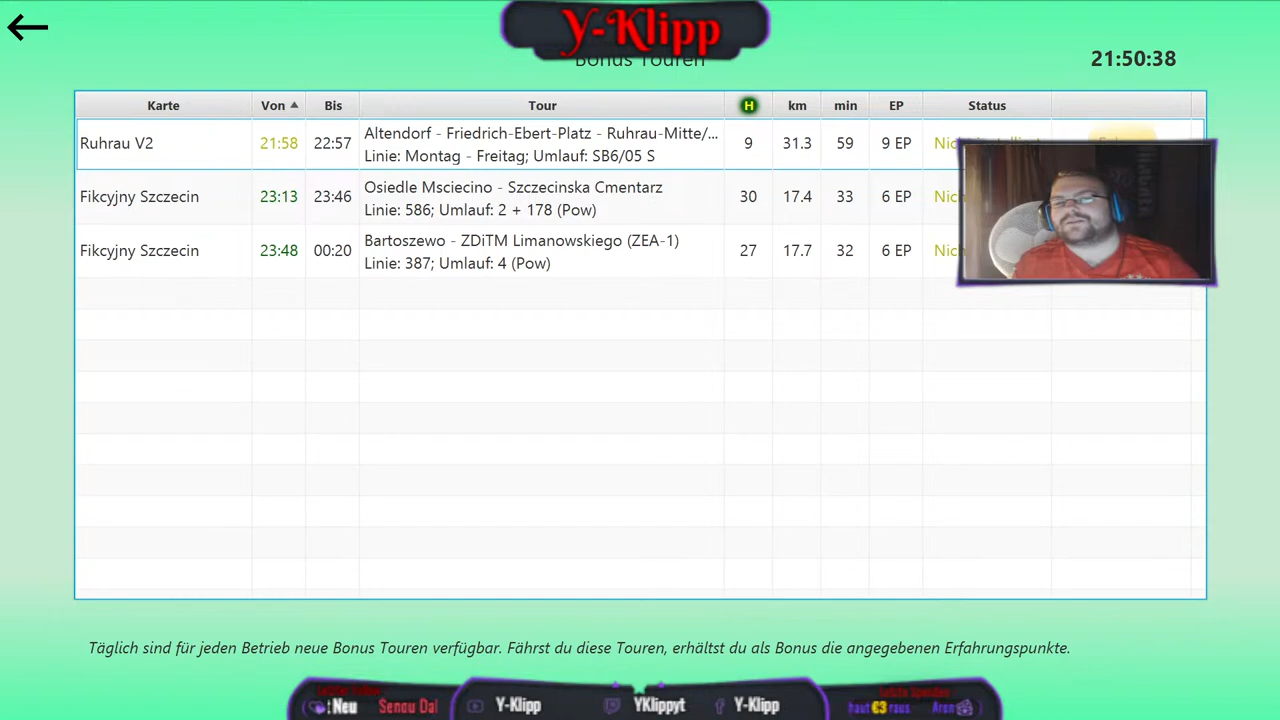 Y-Klipp
Bonus Touren
21:50:38
Karte Von Bis Tour H km min EP Status
Ruhrau V2 21:58 22:57 Altendorf - Friedrich-Ebert-Platz - Ruhrau-Mitte/... 9 31.3 59 9 EP
Linie: Montag - Freitag; Umlauf: SB6/05 S
Fikcyjny Szczecin 23:13 23:46 Osiedle Msciecino - Szczecinska Cmentarz 30 17.4 33 6 EP
Linie: 586; Umlauf: 2 + 178 (Pow)
Fikcyjny Szczecin 23:48 00:20 Bartoszewo - ZDiTM Limanowskiego (ZEA-1) 27 17.7 32 6 EP
Linie: 387; Umlauf: 4 (Pow)
Täglich sind für jeden Betrieb neue Bonus Touren verfügbar. Fährst du diese Touren, erhältst du als Bonus die angegebenen Erfahrungspunkte.
:Neu Y-Klipp YKlippyt Y-Klipp haut €3 raus